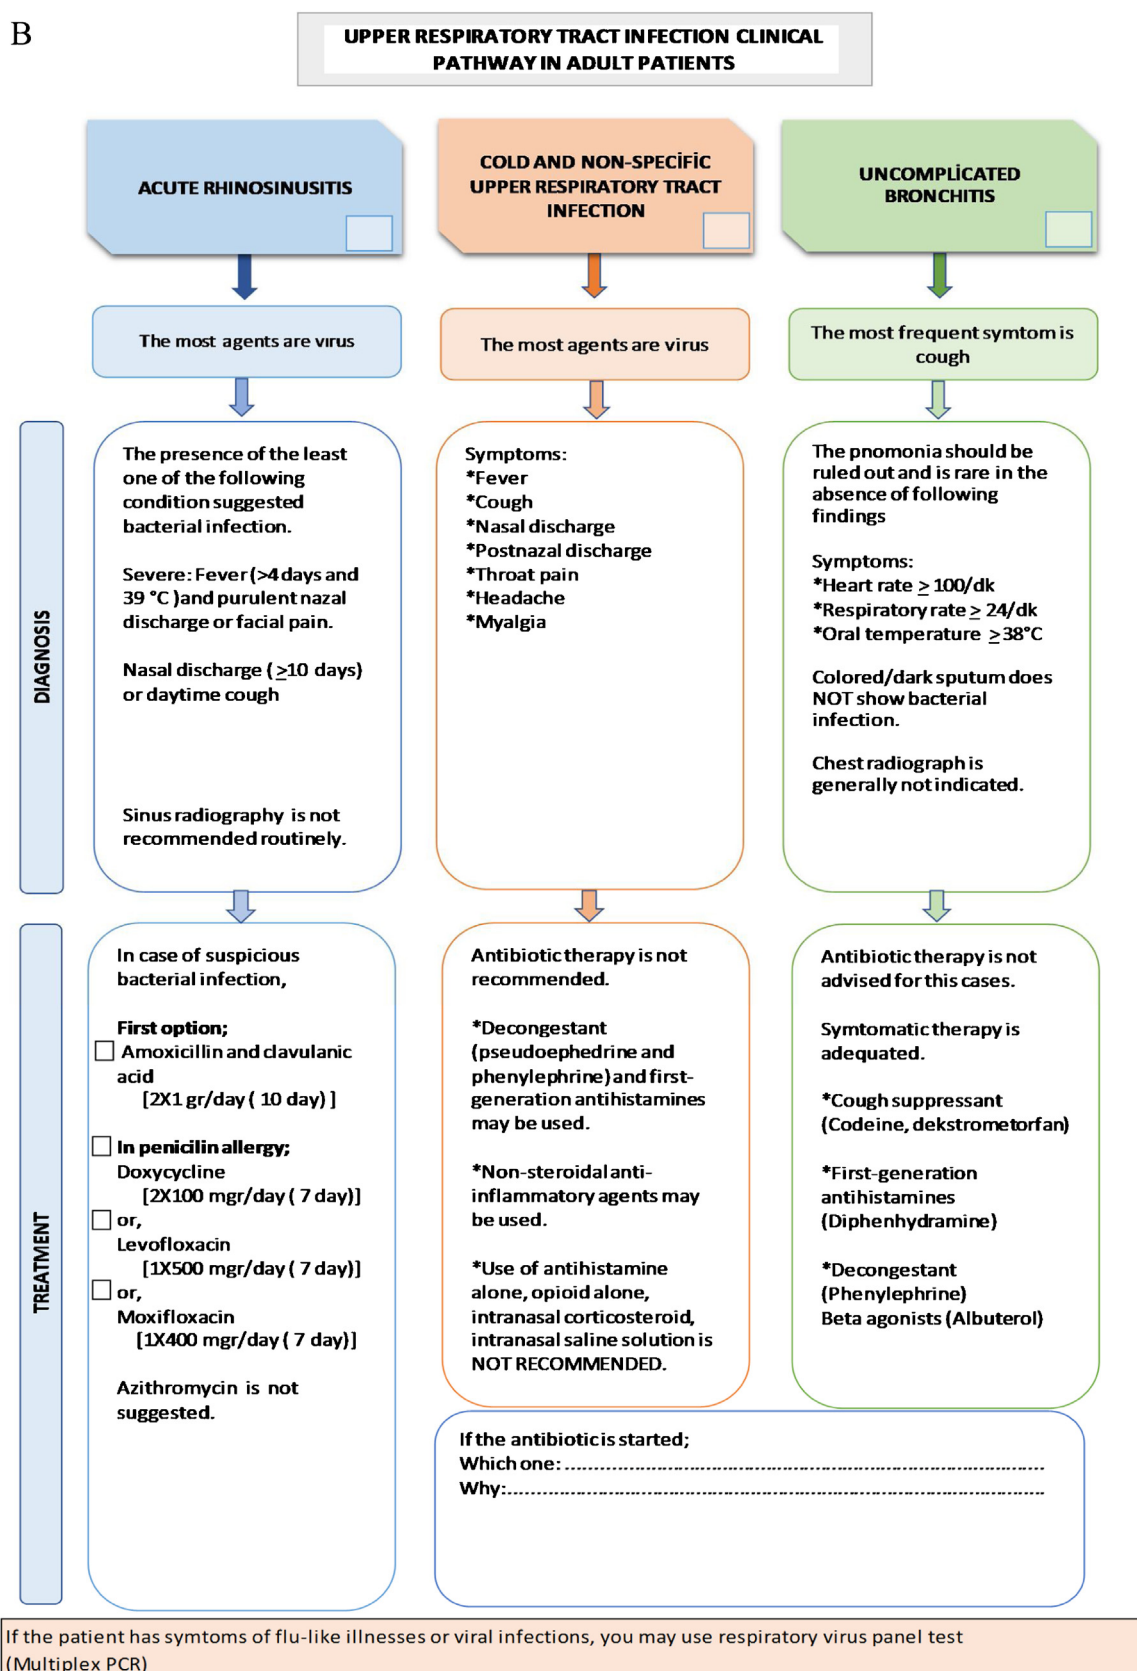 B
UPPER RESPIRATORY TRACT INFECTION CLINICAL
PATHWAY IN ADULT PATIENTS
ACUTE RHINOSINUSITIS
COLD AND NON-SPECİFİC
UPPER RESPIRATORY TRACT
INFECTION
UNCOMPLİCATED
BRONCHITIS
The most agents are vırus
The most agents are virus
The most frequent symtom is
cough
DIAGNOSIS
The presence of the least
one of the following
condition suggested
bacterial infection.
Severe: Fever (>4 days and
39 °C )and purulent nazal
discharge or facial pain.
Nasal discharge ( ≥10 days)
or daytime cough
Sinus radiography is not
recommended routinely.
Symptoms:
*Fever
*Cough
*Nasal discharge
*Postnazal discharge
*Throat pain
*Headache
*Myalgia
The pnomonia should be
ruled out and is rare in the
absence of following
findings
Symptoms:
*Heart rate ≥ 100/dk
*Respiratory rate ≥ 24/dk
*Oral temperature ≥38°C
Colored/dark sputum does
NOT show bacterial
infection.
Chest radiograph is
generally not indicated.
TREATMENT
In case of suspicious
bacterial infection,
First option;
Amoxicillin and clavulanic
acid
[2X1 gr/day ( 10 day) ]
In penicilin allergy;
Doxycycline
[2X100 mgr/day ( 7 day)]
or,
Levofloxacin
[1X500 mgr/day ( 7 day)]
or,
Moxifloxacin
[1X400 mgr/day ( 7 day)]
Azithromycin is not
suggested.
Antibiotic therapy is not
recommended.
*Decongestant
(pseudoephedrine and
phenylephrine) and first-
generation antihistamines
may be used.
*Non-steroidal anti-
inflammatory agents may
be used.
*Use of antihistamine
alone, opioid alone,
intranasal corticosteroid,
intranasal saline solution is
NOT RECOMMENDED.
Antibiotic therapy is not
advised for this cases.
Symtomatic therapy is
adequated.
*Cough suppressant
(Codeine, dekstrometorfan)
*First-generation
antihistamines
(Diphenhydramine)
*Decongestant
(Phenylephrine)
Beta agonists (Albuterol)
If the antibiotic is started;
Which one: ........................................................................................
Why:...................................................................................................
If the patient has symtoms of flu-like illnesses or viral infections, you may use respiratory virus panel test
(Multiplex PCR)